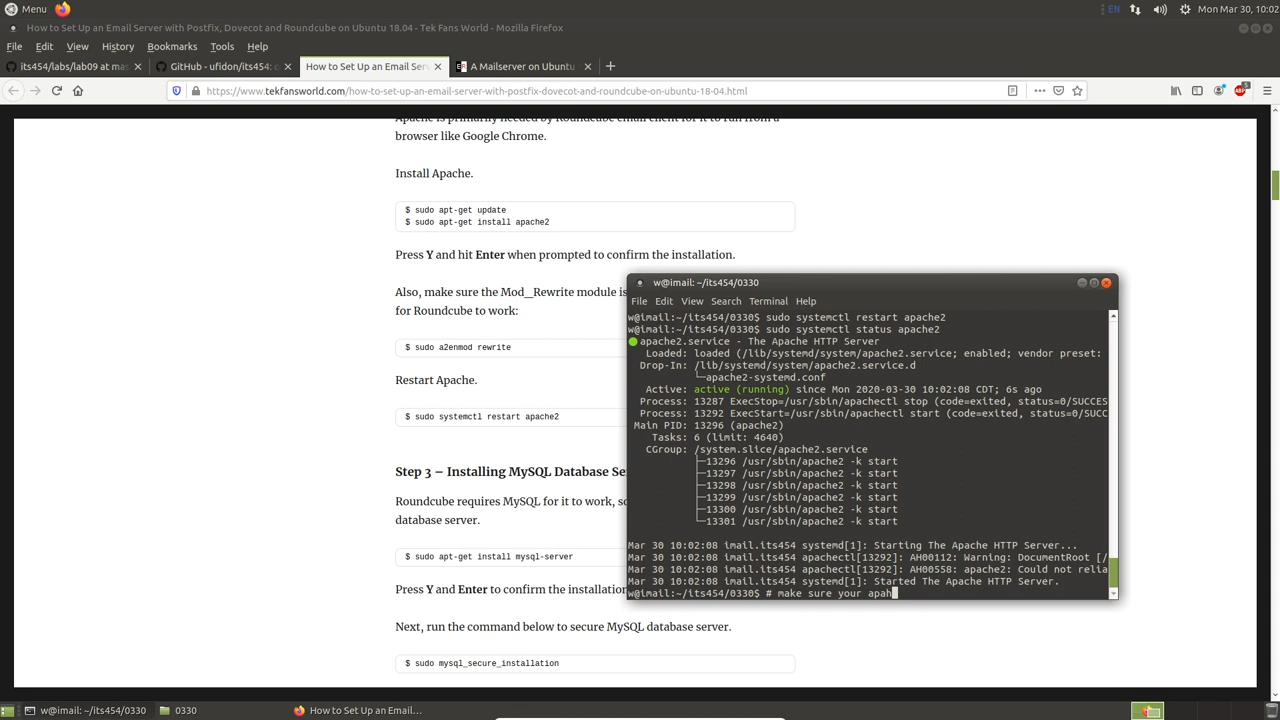 Menu
EN
Mon Mar 30, 10:02
How to Set Up an Email Server with Postfix, Dovecot and Roundcube on Ubuntu 18.04 - Tek Fans World - Mozilla Firefox
File Edit View History Bookmarks Tools Help
its454/labs/lab09 at mas
GitHub - ufidon/its454: c
How to Set Up an Email Serv
A Mailserver on Ubuntu
https://www.tekfansworld.com/how-to-set-up-an-email-server-with-postfix-dovecot-and-roundcube-on-ubuntu-18-04.html
Apache is primarily needed by Roundcube email client for it to run from a
browser like Google Chrome.
Install Apache.
$ sudo apt-get update
$ sudo apt-get install apache2
Press Y and hit Enter when prompted to confirm the installation.
Also, make sure the Mod_Rewrite module is
for Roundcube to work:
$ sudo a2enmod rewrite
Restart Apache.
$ sudo systemctl restart apache2
Step 3 – Installing MySQL Database Se
Roundcube requires MySQL for it to work, so
database server.
$ sudo apt-get install mysql-server
Press Y and Enter to confirm the installation
Next, run the command below to secure MySQL database server.
$ sudo mysql_secure_installation
w@imail: ~/its454/0330
File Edit View Search Terminal Help
w@imail:~/its454/0330$ sudo systemctl restart apache2
w@imail:~/its454/0330$ sudo systemctl status apache2
● apache2.service - The Apache HTTP Server
Loaded: loaded (/lib/systemd/system/apache2.service; enabled; vendor preset:
Drop-In: /lib/systemd/system/apache2.service.d
└─apache2-systemd.conf
Active: active (running) since Mon 2020-03-30 10:02:08 CDT; 6s ago
Process: 13287 ExecStop=/usr/sbin/apachectl stop (code=exited, status=0/SUCCES
Process: 13292 ExecStart=/usr/sbin/apachectl start (code=exited, status=0/SUCC
Main PID: 13296 (apache2)
Tasks: 6 (limit: 4640)
CGroup: /system.slice/apache2.service
├─13296 /usr/sbin/apache2 -k start
├─13297 /usr/sbin/apache2 -k start
├─13298 /usr/sbin/apache2 -k start
├─13299 /usr/sbin/apache2 -k start
├─13300 /usr/sbin/apache2 -k start
└─13301 /usr/sbin/apache2 -k start
Mar 30 10:02:08 imail.its454 systemd[1]: Starting The Apache HTTP Server...
Mar 30 10:02:08 imail.its454 apachectl[13292]: AH00112: Warning: DocumentRoot [/
Mar 30 10:02:08 imail.its454 apachectl[13292]: AH00558: apache2: Could not relia
Mar 30 10:02:08 imail.its454 systemd[1]: Started The Apache HTTP Server.
w@imail:~/its454/0330$ # make sure your apah
w@imail: ~/its454/0330
0330
How to Set Up an Email...